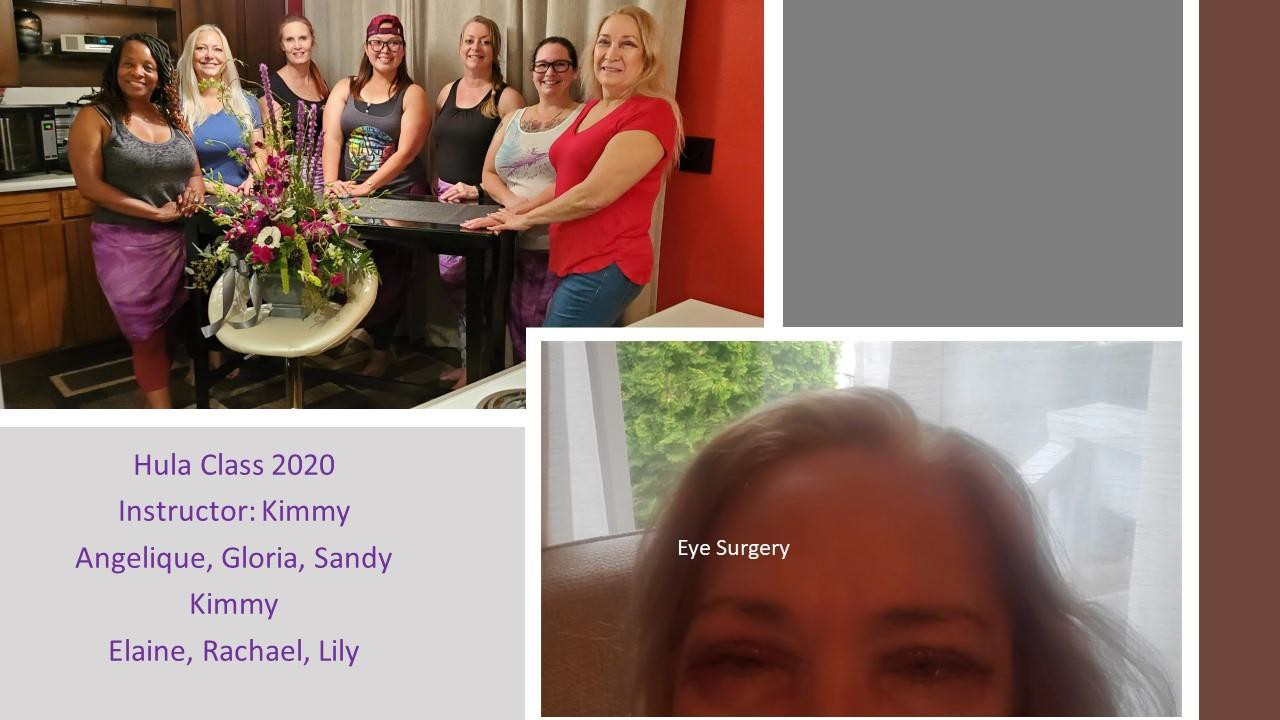 Hula Class 2020
Instructor: Kimmy
Angelique, Gloria, Sandy
Kimmy
Elaine, Rachael, Lily
Eye Surgery